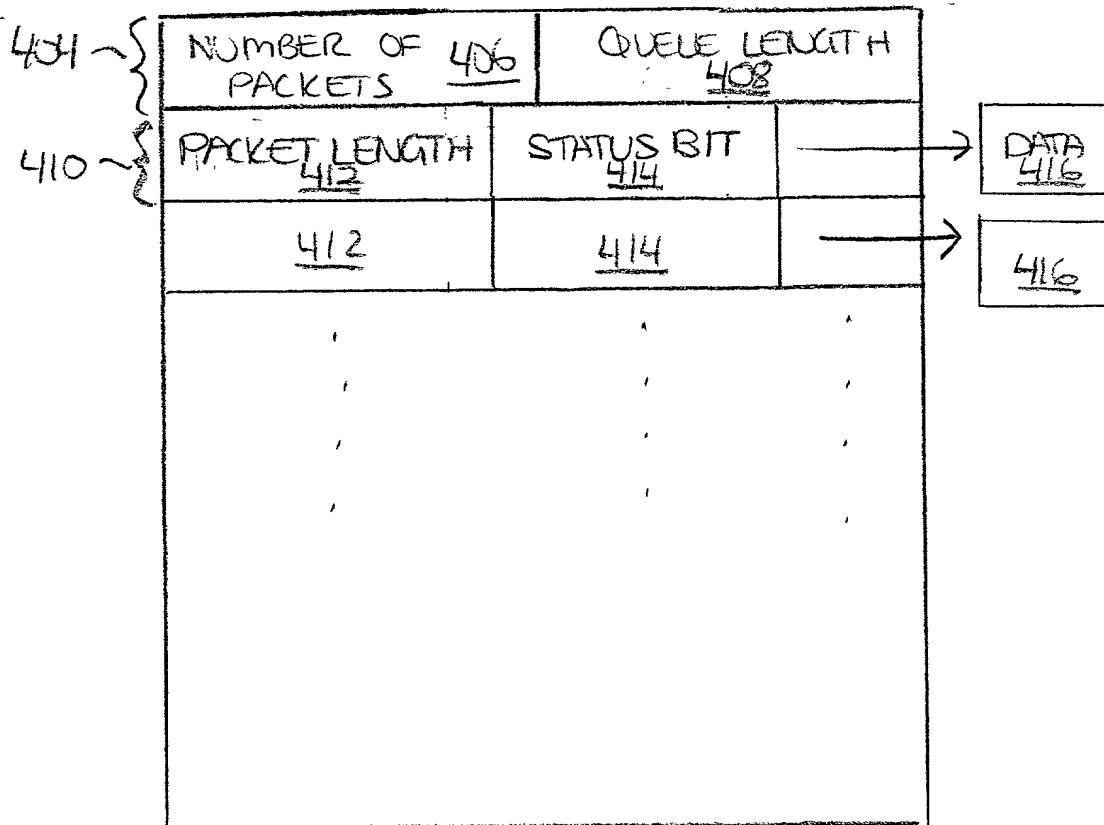 404
NUMBER OF 406
PACKETS
QUEUE LENGTH
408
410
PACKET LENGTH
412
STATUS BIT
414
DATA
416
412
414
416